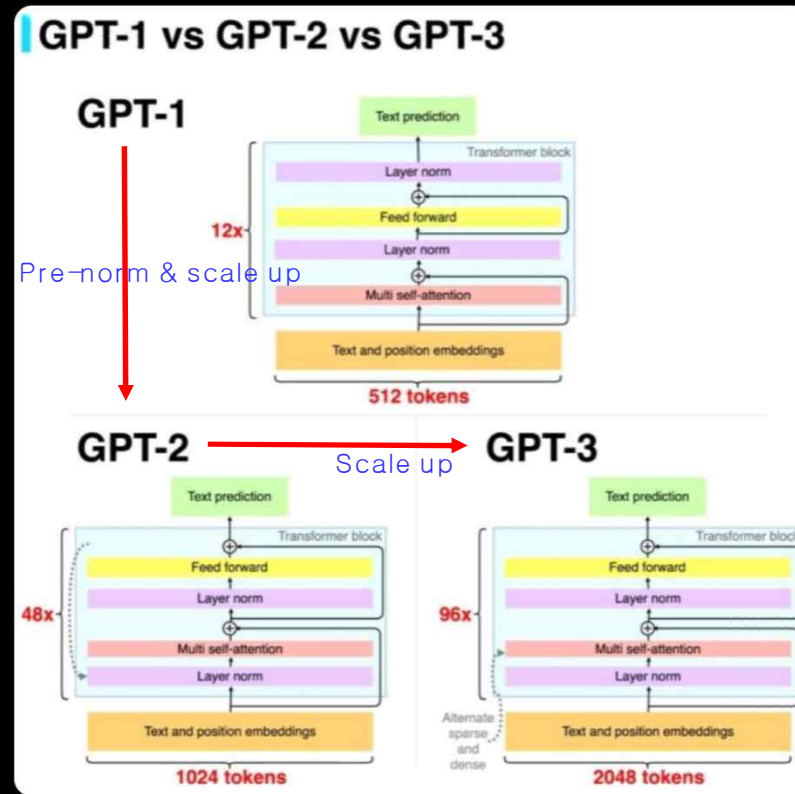 GPT-1 vs GPT-2 vs GPT-3
GPT-1
Text prediction
Transformer block
Layer norm
Feed forward
12x
Layer norm
Pre-norm & scale up
Multi self-attention
Text and position embeddings
512 tokens
GPT-2
Scale up
GPT-3
Text prediction
Transformer block
Feed forward
48x
Layer norm
Multi self-attention
Layer norm
Text and position embeddings
1024 tokens
Text prediction
Transformer block
Feed forward
96x
Layer norm
Multi self-attention
Layer norm
Alternate
sparse
and
dense
Text and position embeddings
2048 tokens